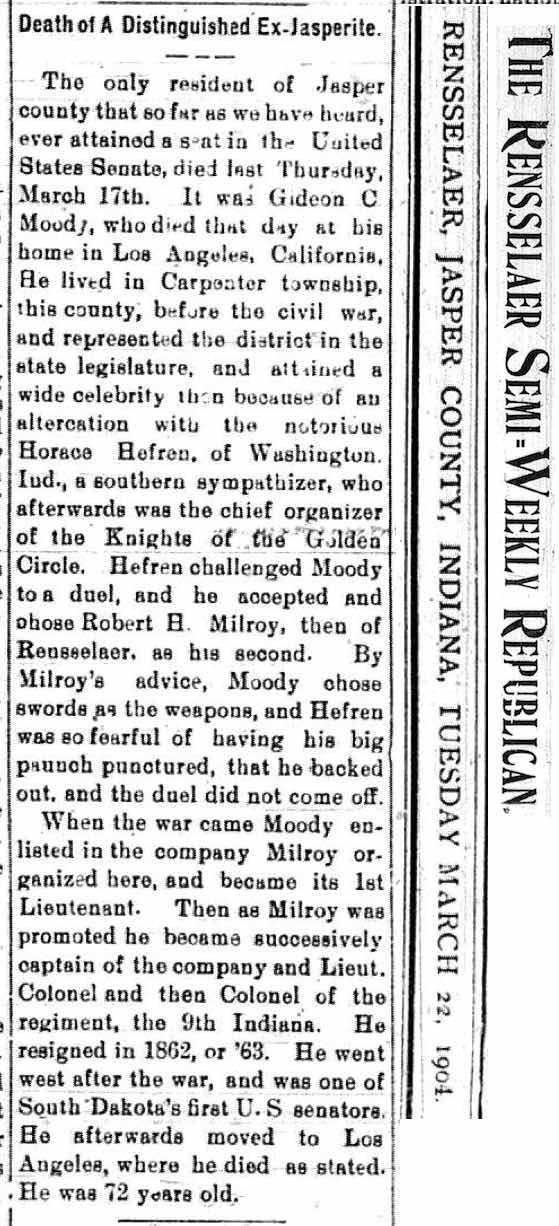 Death of A Distinguished Ex-Jasperite.
The only resident of Jasper
county that so far as we have heard,
ever attained a seat in the United
States Senate, died last Thursday,
March 17th. It was Gideon C
Moody, who died that day at his
home in Los Angeles, California.
He lived in Carpenter township,
this county, before the civil war,
and represented the district in the
state legislature, and attained a
wide celebrity then because of an
altercation with the notorious
Horace Hefren, of Washington.
Ind., a southern sympathizer, who
afterwards was the chief organizer
of the Knights of the Golden
Circle. Hefren challenged Moody
to a duel, and he accepted and
chose Robert H. Milroy, then of
Rensselaer, as his second. By
Milroy's advice, Moody chose
swords as the weapons, and Hefren
was so fearful of having his big
paunch punctured, that he backed
out, and the duel did not come off.
When the war came Moody en-
listed in the company Milroy or-
ganized here, and became its 1st
Lieutenant. Then as Milroy was
promoted he became successively
captain of the company and Lieut.
Colonel and then Colonel of the
regiment, the 9th Indiana. He
resigned in 1862, or '63. He went
west after the war, and was one of
South Dakota's first U. S senators.
He afterwards moved to Los
Angeles, where he died as stated.
He was 72 years old.
THE RENSSELAER SEMI-WEEKLY REPUBLICAN.
RENSSELAER, JASPER COUNTY, INDIANA, TUESDAY MARCH 22, 1904.